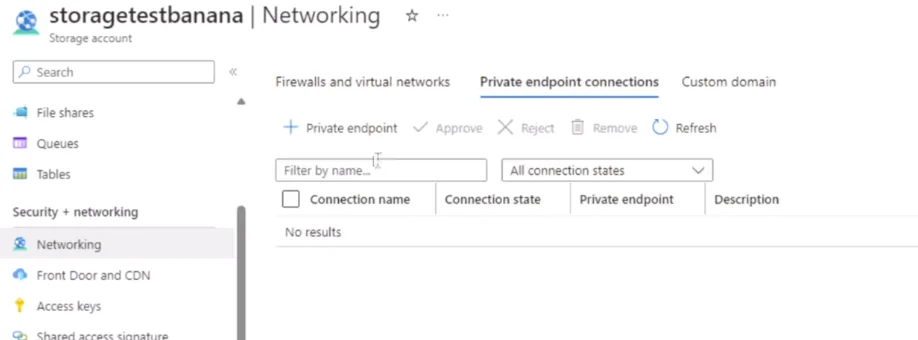 storagetestbanana | Networking ☆ ...
Storage account
Search «
File shares
Queues
Tables
Security + networking
Networking
Front Door and CDN
Access keys
Shared access signature
Firewalls and virtual networks Private endpoint connections Custom domain
+ Private endpoint Approve Reject Remove Refresh
Filter by name... All connection states
Connection name Connection state Private endpoint Description
No results